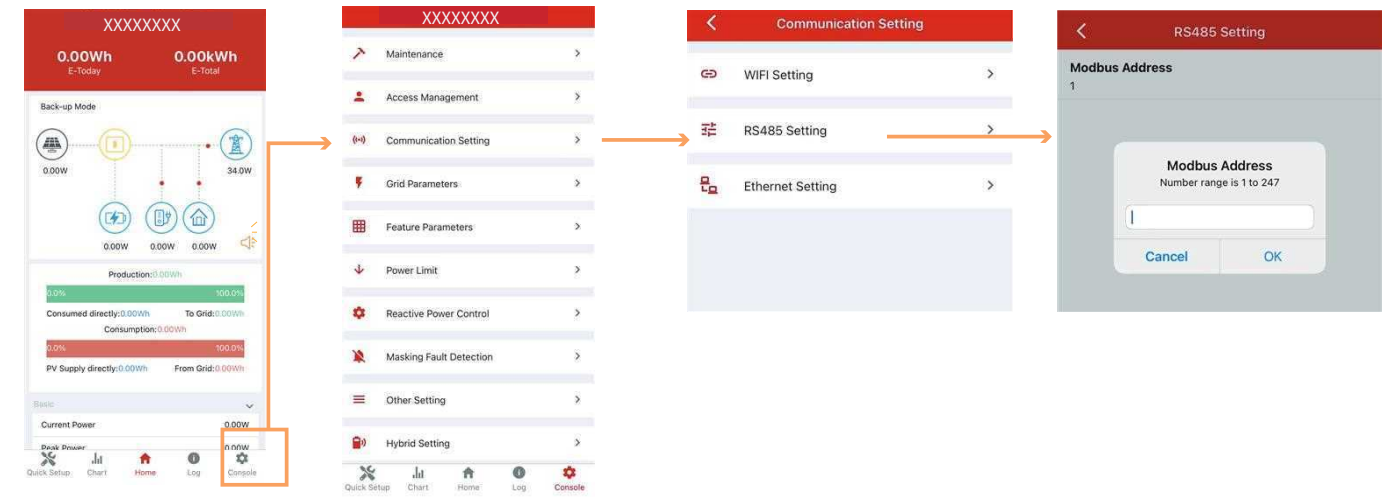 XXXXXXXX
0.00Wh 0.00kWh
E-Today E-Total
Back-up Mode
0.00W 34.0W
0.00W 0.00W 0.00W
Production:0.00Wh
0.0% 100.0%
Consumed directly:0.00Wh To Grid:0.00Wh
Consumption:0.00Wh
0.0% 100.0%
PV Supply directly:0.00Wh From Grid:0.00Wh
Basic
Current Power 0.00W
Peak Power 0.00W
Quick Setup Chart Home Log Console
XXXXXXXX
Maintenance
Access Management
Communication Setting
Grid Parameters
Feature Parameters
Power Limit
Reactive Power Control
Masking Fault Detection
Other Setting
Hybrid Setting
Quick Setup Chart Home Log Console
Communication Setting
WIFI Setting
RS485 Setting
Ethernet Setting
RS485 Setting
Modbus Address
1
Modbus Address
Number range is 1 to 247
Cancel OK